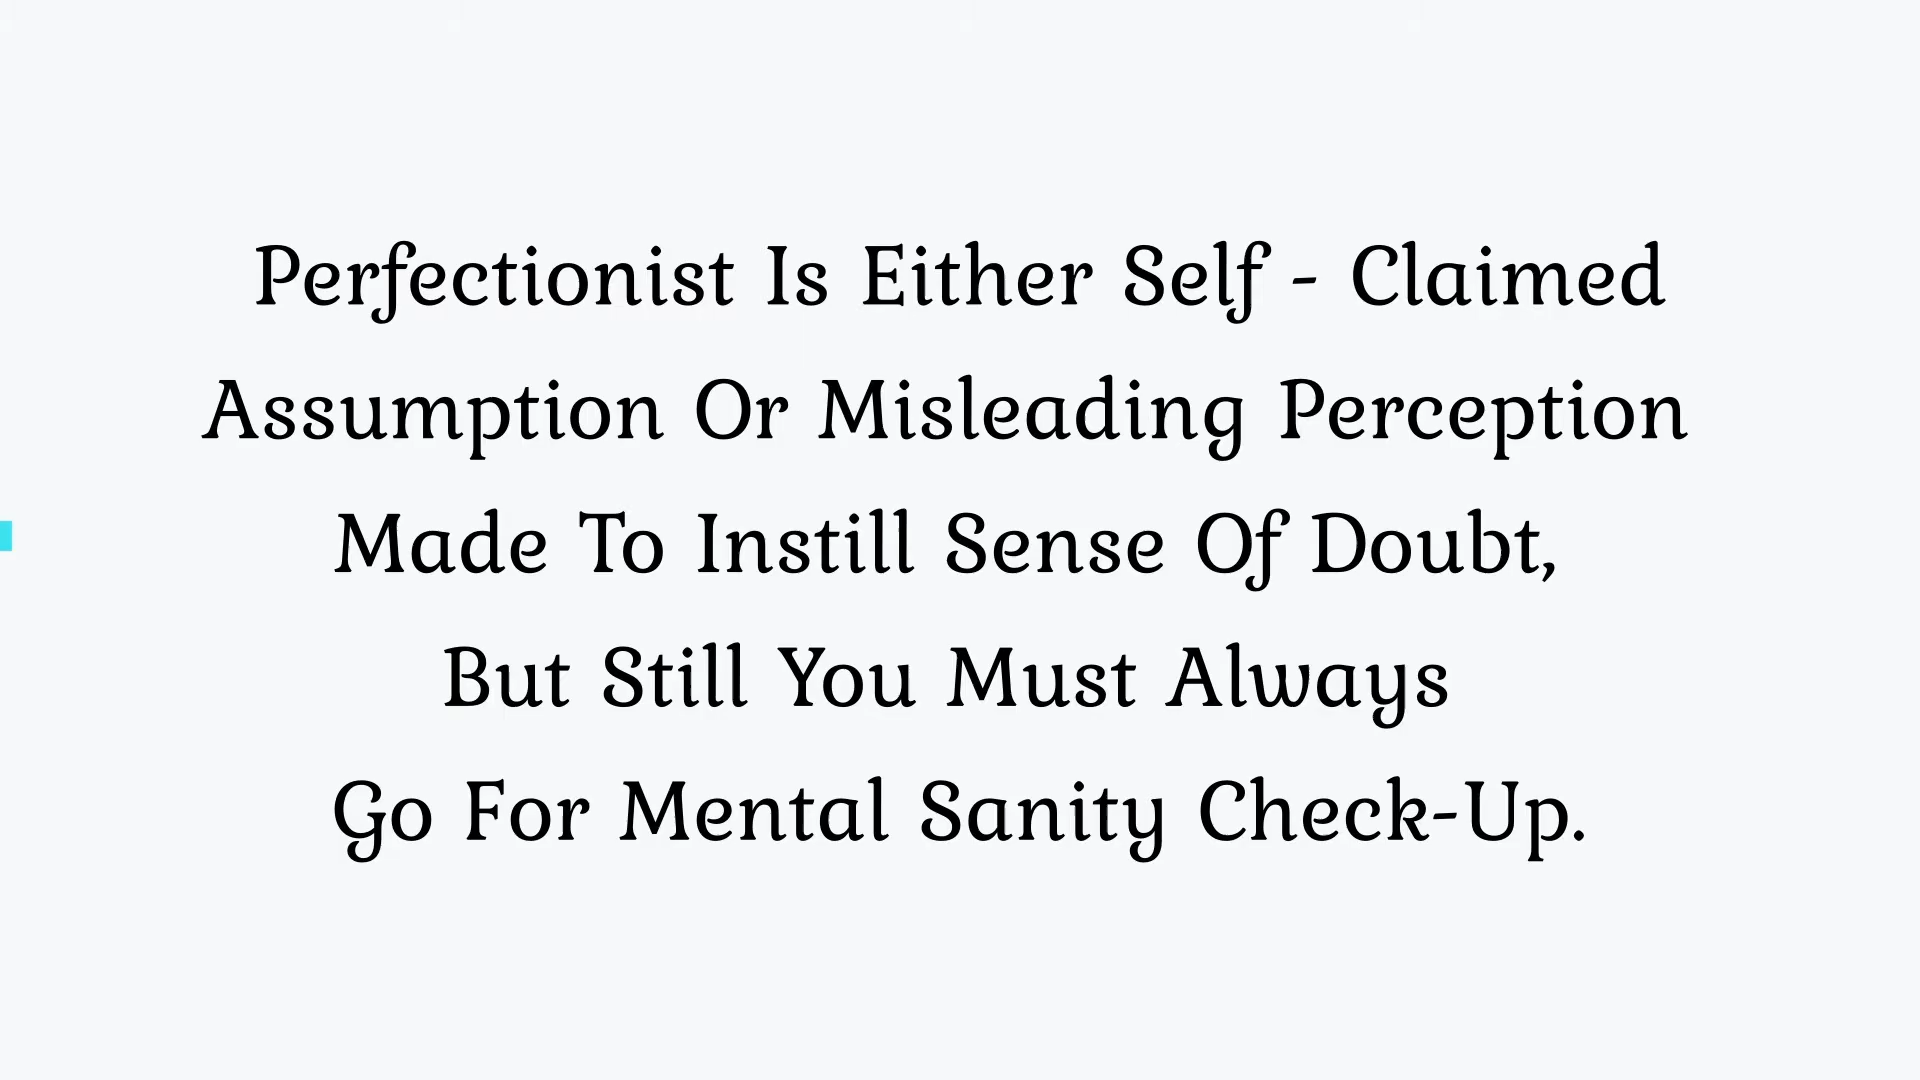 Perfectionist Is Either Self - Claimed
Assumption Or Misleading Perception
Made To Instill Sense Of Doubt,
But Still You Must Always
Go For Mental Sanity Check-Up.